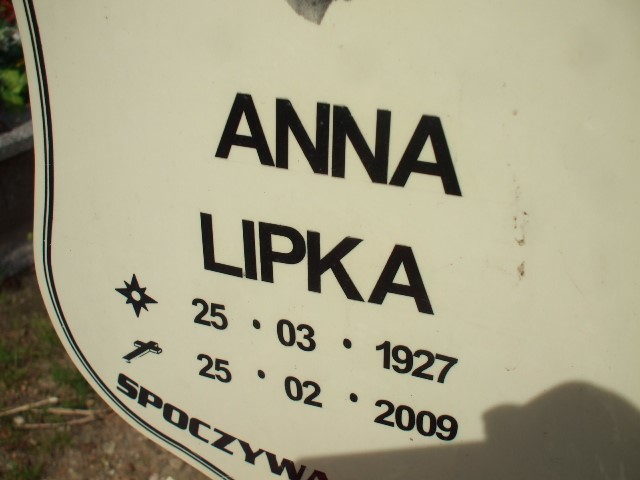 ANNA
LIPKA
25 • 03 • 1927
25 • 02 • 2009
SPOCZYWA